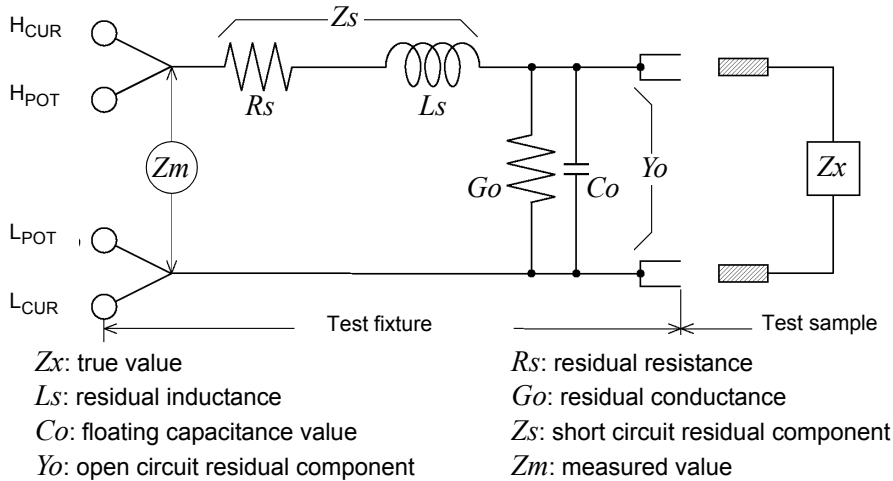 HCUR
Zs
HPOT
Rs
Ls
Zm
Go
Co
Yo
Zx
LPOT
LCUR
Test fixture
Test sample
Zx: true value
Rs: residual resistance
Ls: residual inductance
Go: residual conductance
Co: floating capacitance value
Zs: short circuit residual component
Yo: open circuit residual component
Zm: measured value